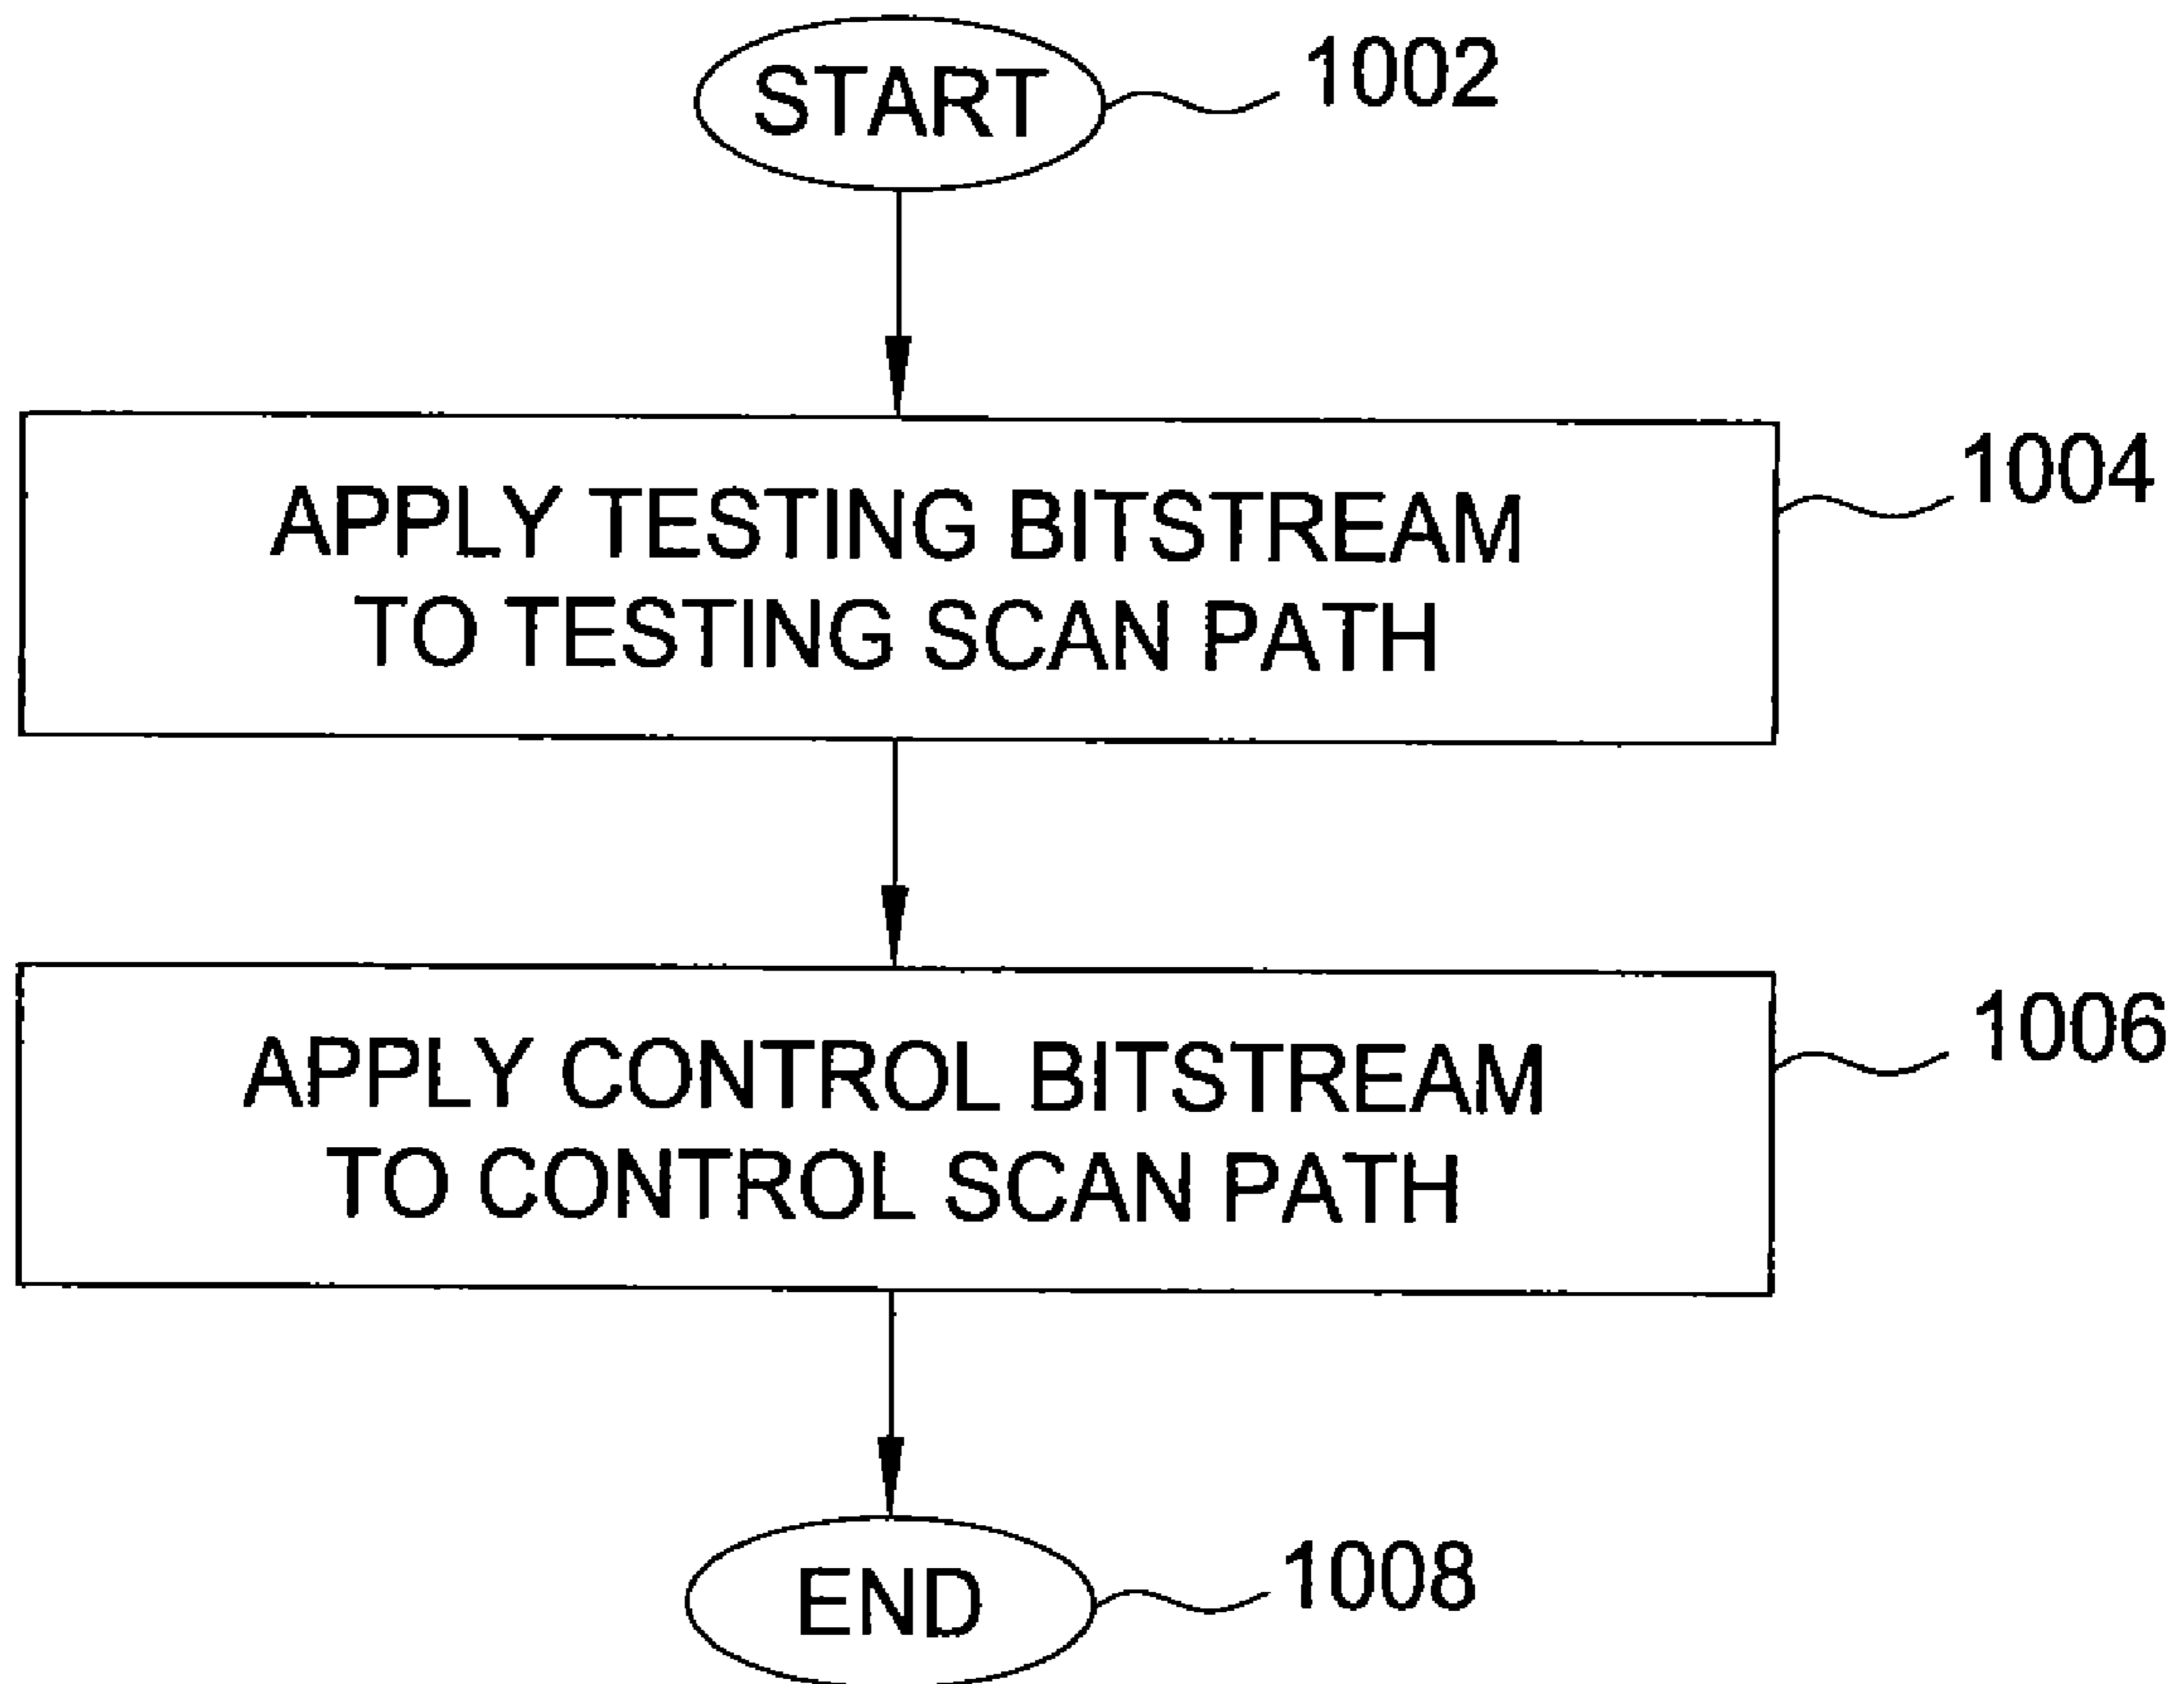 START
1002
APPLY TESTING BITSTREAM
TO TESTING SCAN PATH
1004
APPLY CONTROL BITSTREAM
TO CONTROL SCAN PATH
1006
END
1008